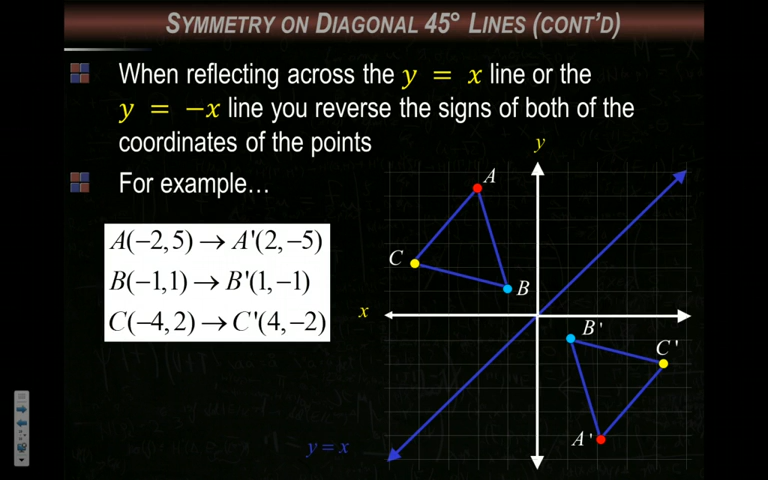 SYMMETRY ON DIAGONAL 45° LINES (CONT'D)
When reflecting across the y = x line or the
y = −x line you reverse the signs of both of the
coordinates of the points
For example…
A(−2,5) → A'(2,−5)
B(−1,1) → B'(1,−1)
C(−4,2) → C'(4,−2)
y
A
C
B
x
B'
C'
A'
y = x